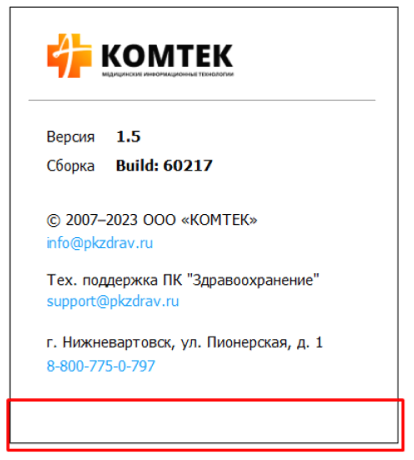 КОМТЕК
МЕДИЦИНСКИЕ ИНФОРМАЦИОННЫЕ ТЕХНОЛОГИИ
Версия 1.5
Сборка Build: 60217
© 2007–2023 ООО «КОМТЕК»
info@pkzdrav.ru
Тех. поддержка ПК "Здравоохранение"
support@pkzdrav.ru
г. Нижневартовск, ул. Пионерская, д. 1
8-800-775-0-797